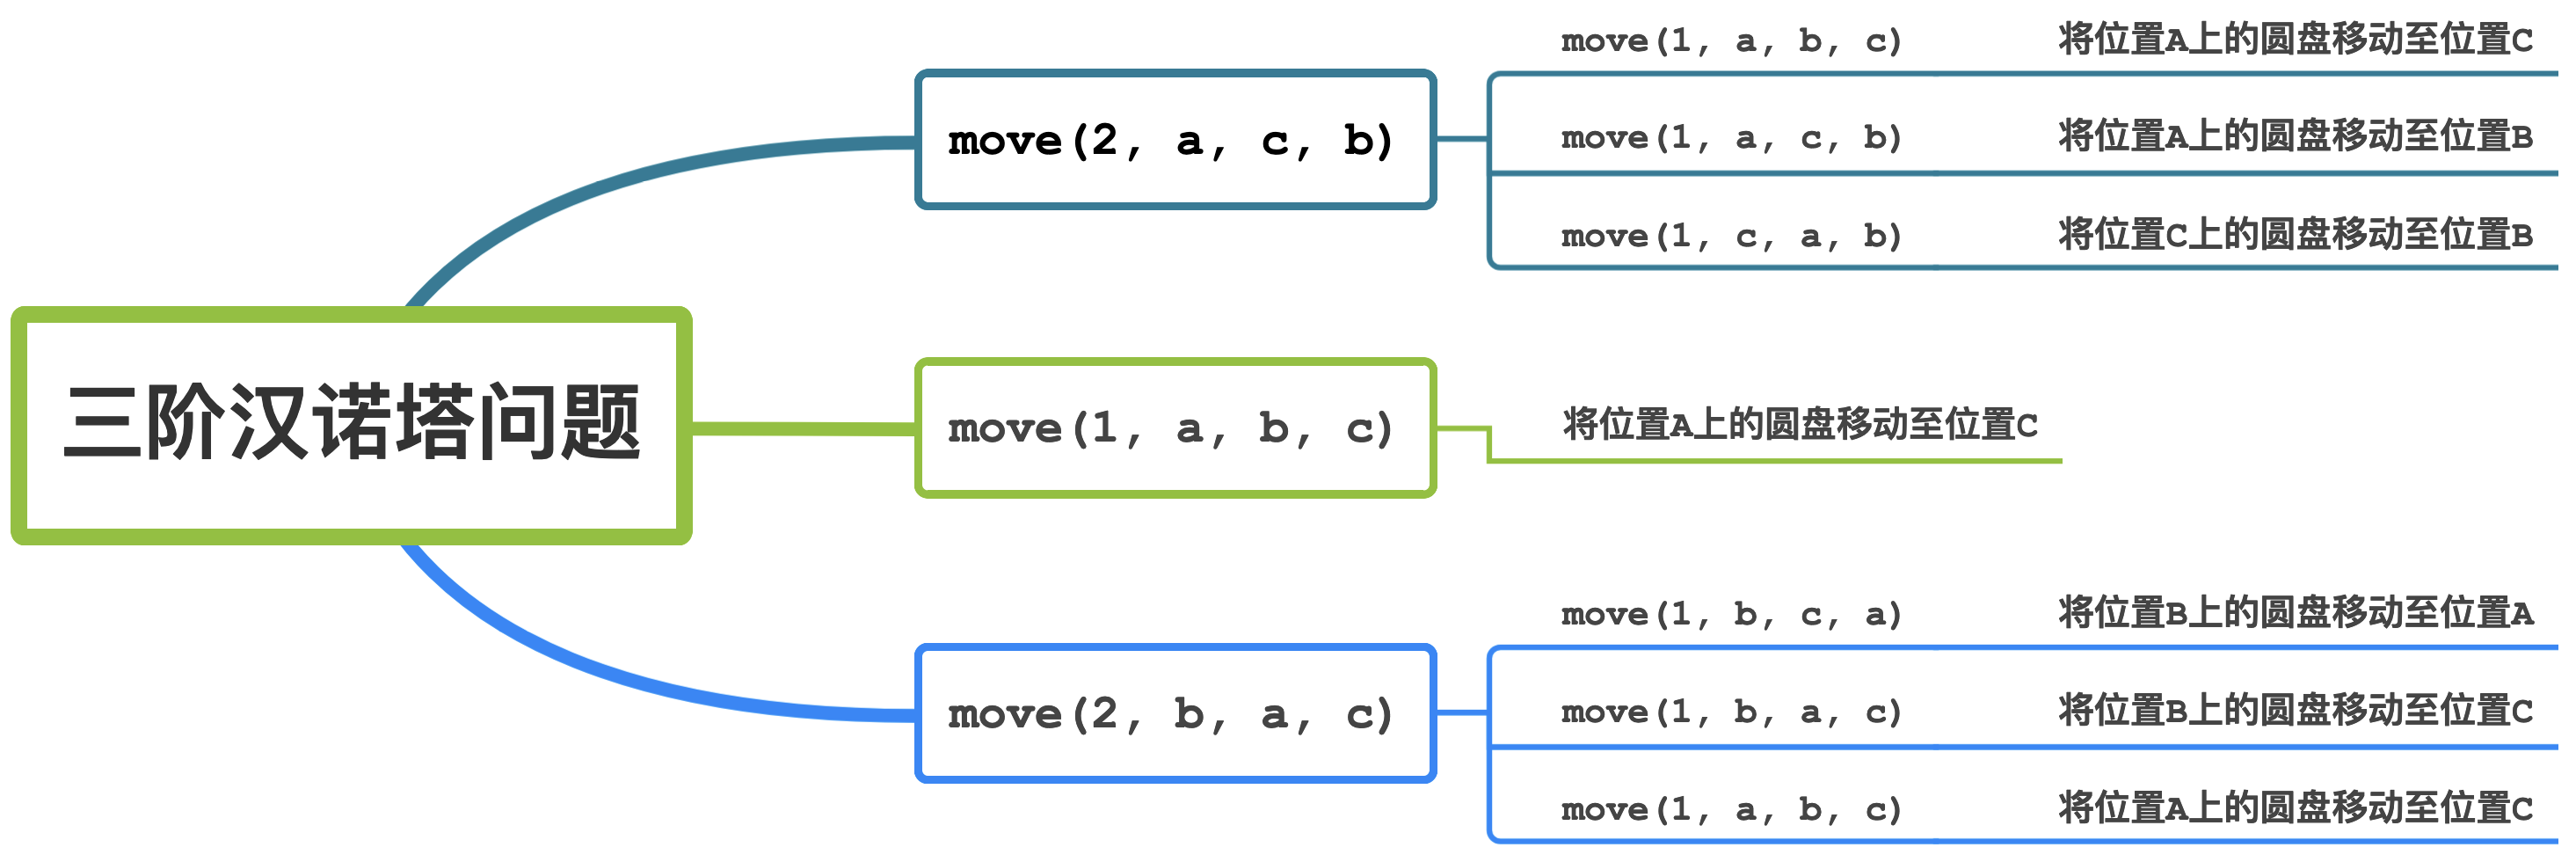 三阶汉诺塔问题
move(2, a, c, b)
move(1, a, b, c) 将位置A上的圆盘移动至位置C
move(1, a, c, b) 将位置A上的圆盘移动至位置B
move(1, c, a, b) 将位置C上的圆盘移动至位置B
move(1, a, b, c)
将位置A上的圆盘移动至位置C
move(2, b, a, c)
move(1, b, c, a) 将位置B上的圆盘移动至位置A
move(1, b, a, c) 将位置B上的圆盘移动至位置C
move(1, a, b, c) 将位置A上的圆盘移动至位置C